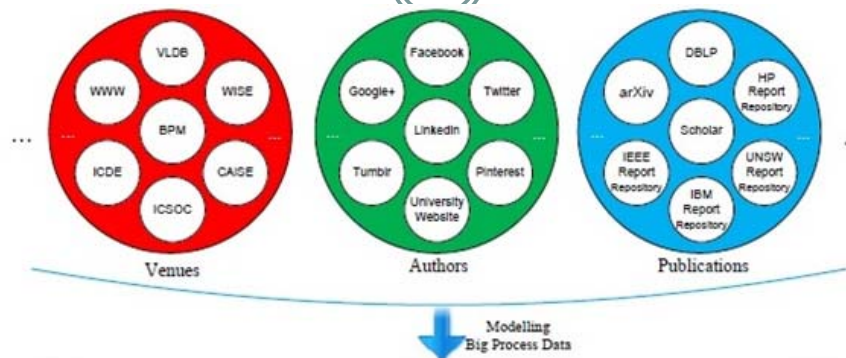 VLDB
WWW
WISE
BPM
...
...
ICDE
CAISE
ICSOC
Venues
...
Facebook
Google+
Twitter
LinkedIn
...
...
Tumblr
Pinterest
University
Website
Authors
DBLP
arXiv
HP
Report
Repository
Scholar
...
...
IEEE
Report
Repository
UNSW
Report
Repository
IBM
Report
Repository
Publications
Modelling
Big Process Data